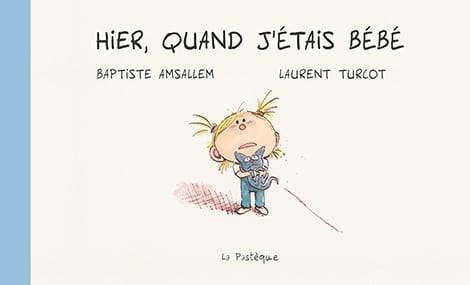 HiER, QUAND J'ÉTAiS BÉBÉ
BAPTiSTE AMSALLEM LAURENT TURCOT
La Pastèque